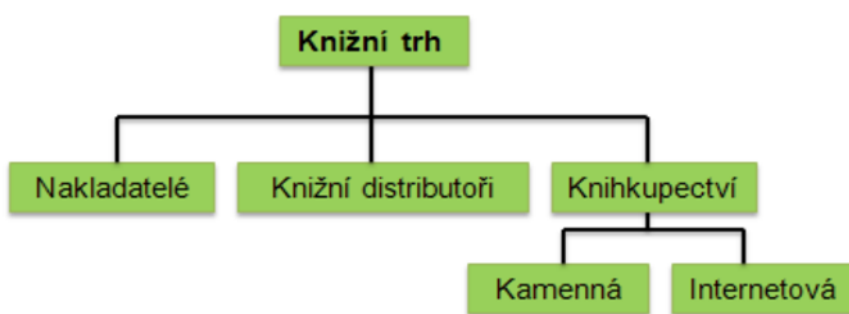 Knižní trh
Nakladatelé
Knižní distributoři
Knihkupectví
Kamenná
Internetová